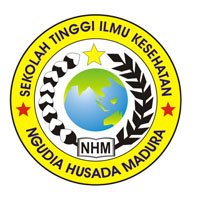 SEKOLAH TINGGI ILMU KESEHATAN
NHM
NGUDIA HUSADA MADURA